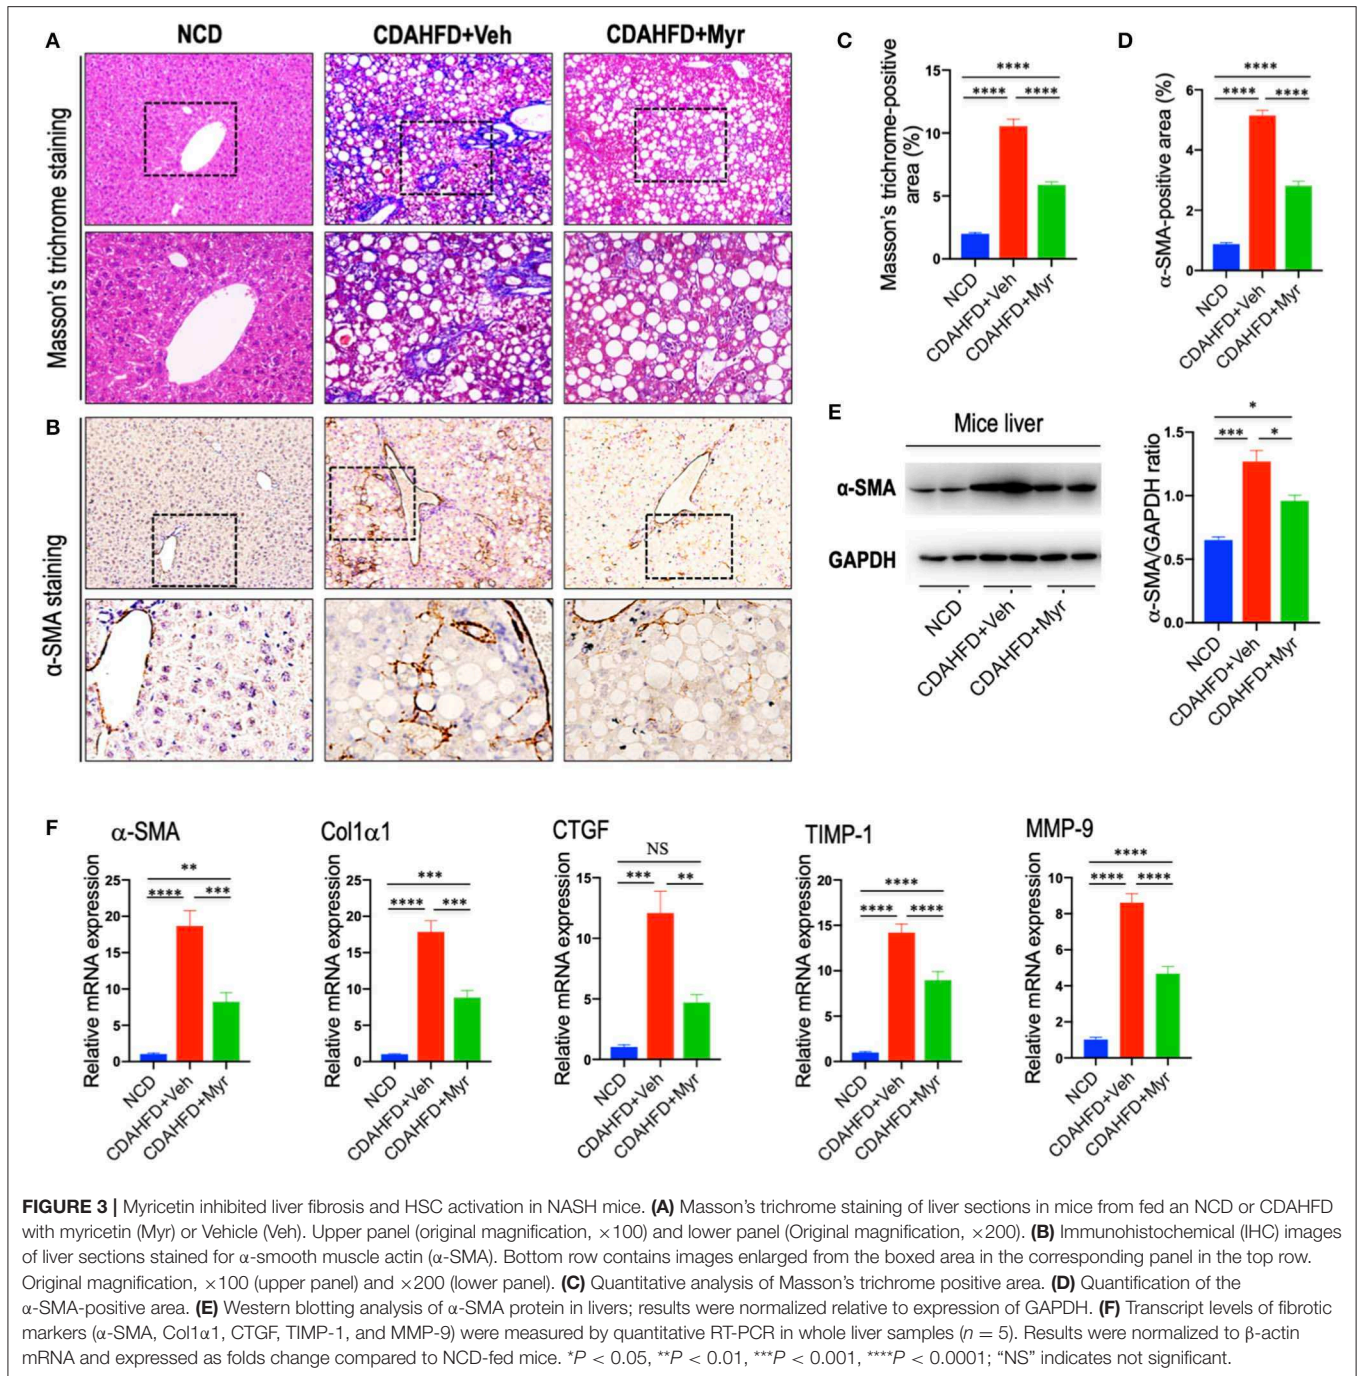 A
NCD
CDAHFD+Veh
CDAHFD+Myr
Masson's trichrome staining
B
α-SMA staining
C
Masson's trichrome-positive
area (%)
15
10
5
0
****
**** ****
NCD
CDAHFD+Veh
CDAHFD+Myr
D
α-SMA-positive area (%)
6
4
2
0
****
**** ****
NCD
CDAHFD+Veh
CDAHFD+Myr
E
Mice liver
α-SMA
GAPDH
NCD
CDAHFD+Veh
CDAHFD+Myr
α-SMA/GAPDH ratio
1.5
1.0
0.5
0.0
*
*** *
NCD
CDAHFD+Veh
CDAHFD+Myr
F
α-SMA
Relative mRNA expression
25
20
15
10
5
0
**
**** ***
NCD
CDAHFD+Veh
CDAHFD+Myr
Col1α1
Relative mRNA expression
25
20
15
10
5
0
***
**** ***
NCD
CDAHFD+Veh
CDAHFD+Myr
CTGF
Relative mRNA expression
15
10
5
0
NS
*** **
NCD
CDAHFD+Veh
CDAHFD+Myr
TIMP-1
Relative mRNA expression
20
15
10
5
0
****
**** ****
NCD
CDAHFD+Veh
CDAHFD+Myr
MMP-9
Relative mRNA expression
10
8
6
4
2
0
****
**** ****
NCD
CDAHFD+Veh
CDAHFD+Myr
FIGURE 3 | Myricetin inhibited liver fibrosis and HSC activation in NASH mice. (A) Masson's trichrome staining of liver sections in mice from fed an NCD or CDAHFD
with myricetin (Myr) or Vehicle (Veh). Upper panel (original magnification, ×100) and lower panel (Original magnification, ×200). (B) Immunohistochemical (IHC) images
of liver sections stained for α-smooth muscle actin (α-SMA). Bottom row contains images enlarged from the boxed area in the corresponding panel in the top row.
Original magnification, ×100 (upper panel) and ×200 (lower panel). (C) Quantitative analysis of Masson's trichrome positive area. (D) Quantification of the
α-SMA-positive area. (E) Western blotting analysis of α-SMA protein in livers; results were normalized relative to expression of GAPDH. (F) Transcript levels of fibrotic
markers (α-SMA, Col1α1, CTGF, TIMP-1, and MMP-9) were measured by quantitative RT-PCR in whole liver samples (n = 5). Results were normalized to β-actin
mRNA and expressed as folds change compared to NCD-fed mice. *P < 0.05, **P < 0.01, ***P < 0.001, ****P < 0.0001; “NS” indicates not significant.